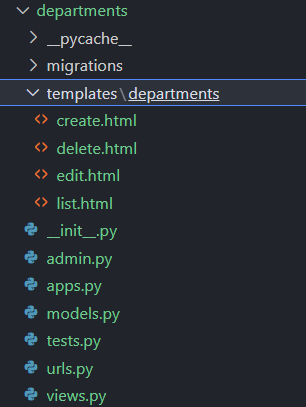 departments
__pycache__
migrations
templates\departments
create.html
delete.html
edit.html
list.html
__init__.py
admin.py
apps.py
models.py
tests.py
urls.py
views.py